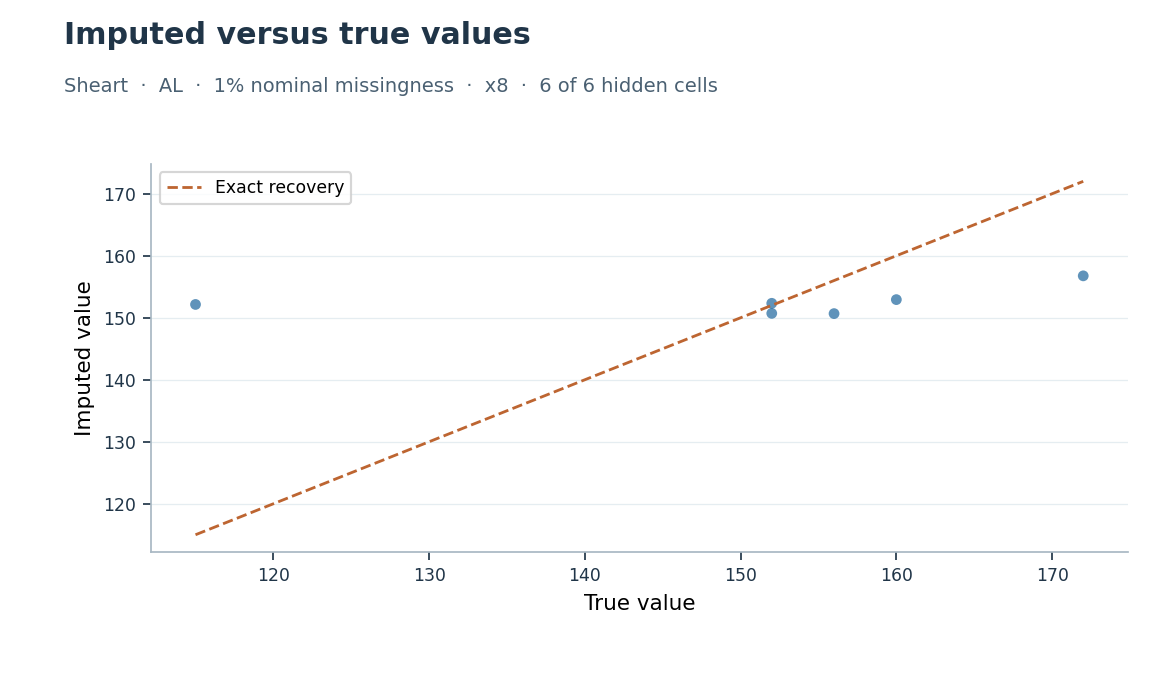 Imputed versus true values
Sheart · AL · 1% nominal missingness · x8 · 6 of 6 hidden cells
Exact recovery
170
160
150
140
130
120
Imputed value
120 130 140 150 160 170
True value